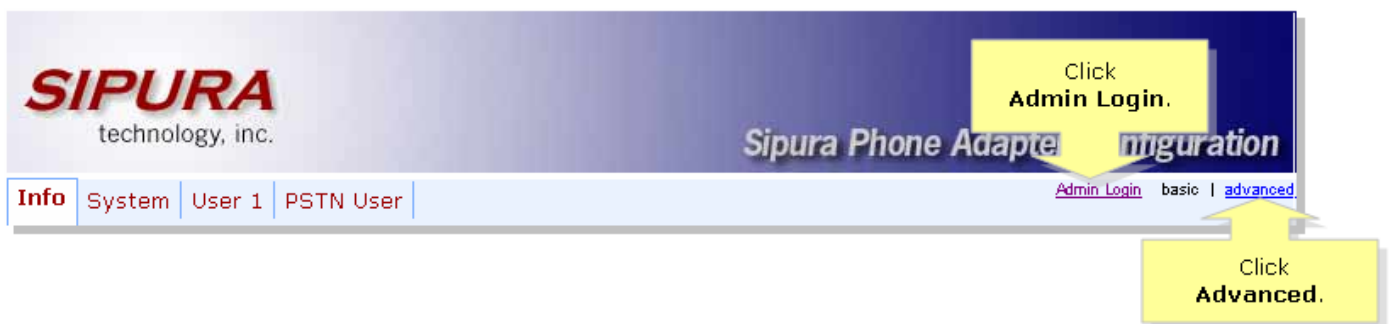 SIPURA
technology, inc.
Click
Admin Login.
Sipura Phone Adapte nfiguration
Info System User 1 PSTN User
Admin Login basic | advanced
Click
Advanced.